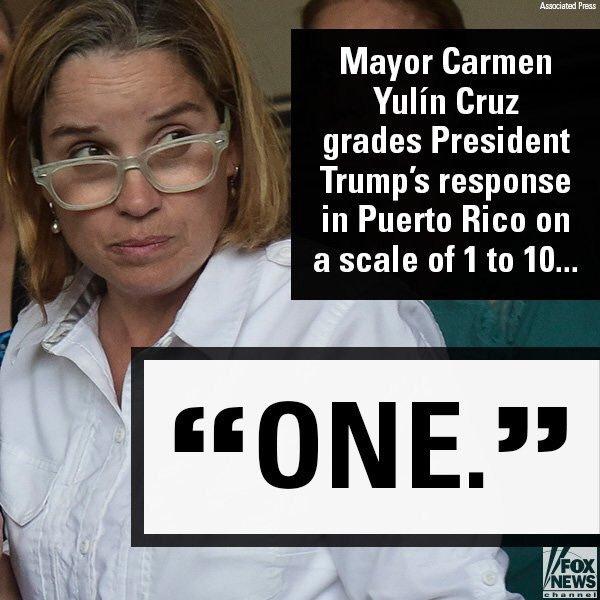 Associated Press
Mayor Carmen
Yulín Cruz
grades President
Trump's response
in Puerto Rico on
a scale of 1 to 10...
“ONE.”
FOX
NEWS
channel